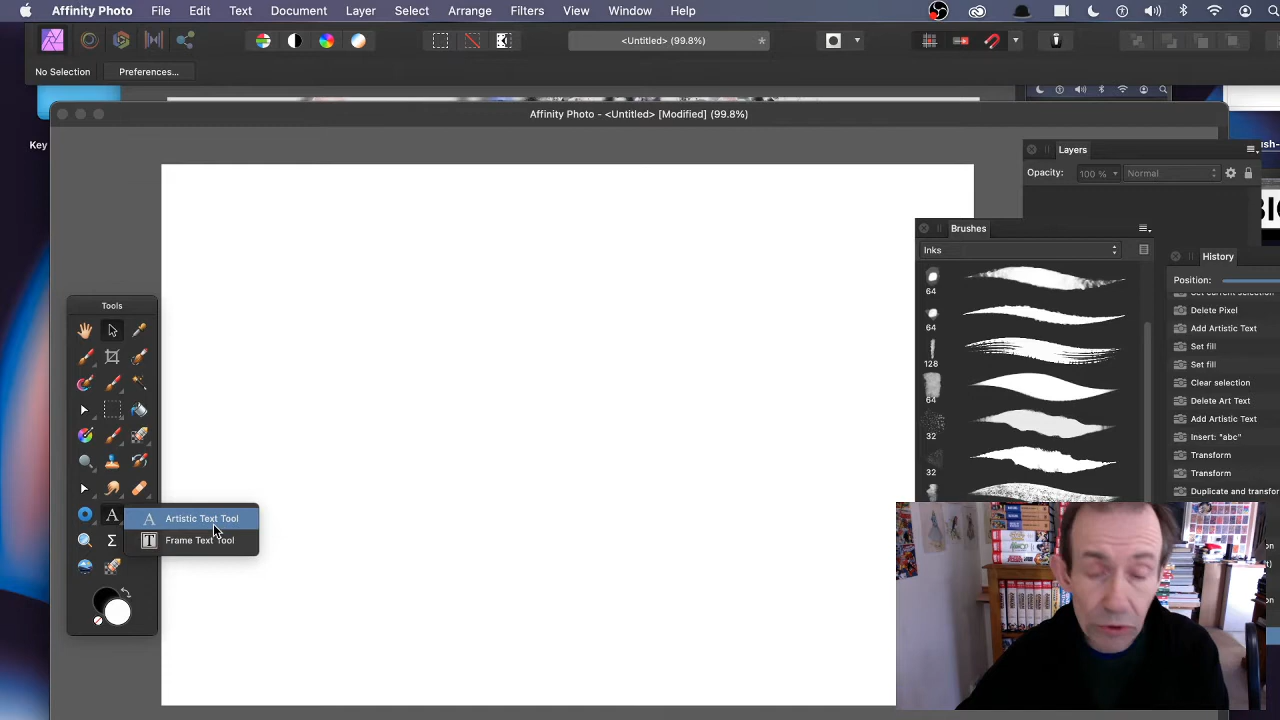 Affinity Photo File Edit Text Document Layer Select Arrange Filters View Window Help
<Untitled> (99.8%) *
No Selection Preferences...
Affinity Photo - <Untitled> [Modified] (99.8%)
Key
Layers
Opacity: 100 % Normal
Brushes
Inks
64
64
128
64
32
32
History
Position:
Set current selection
Delete Pixel
Add Artistic Text
Set fill
Set fill
Clear selection
Delete Art Text
Add Artistic Text
Insert: "abc"
Transform
Transform
Duplicate and transfor
Tools
Artistic Text Tool
Frame Text Tool